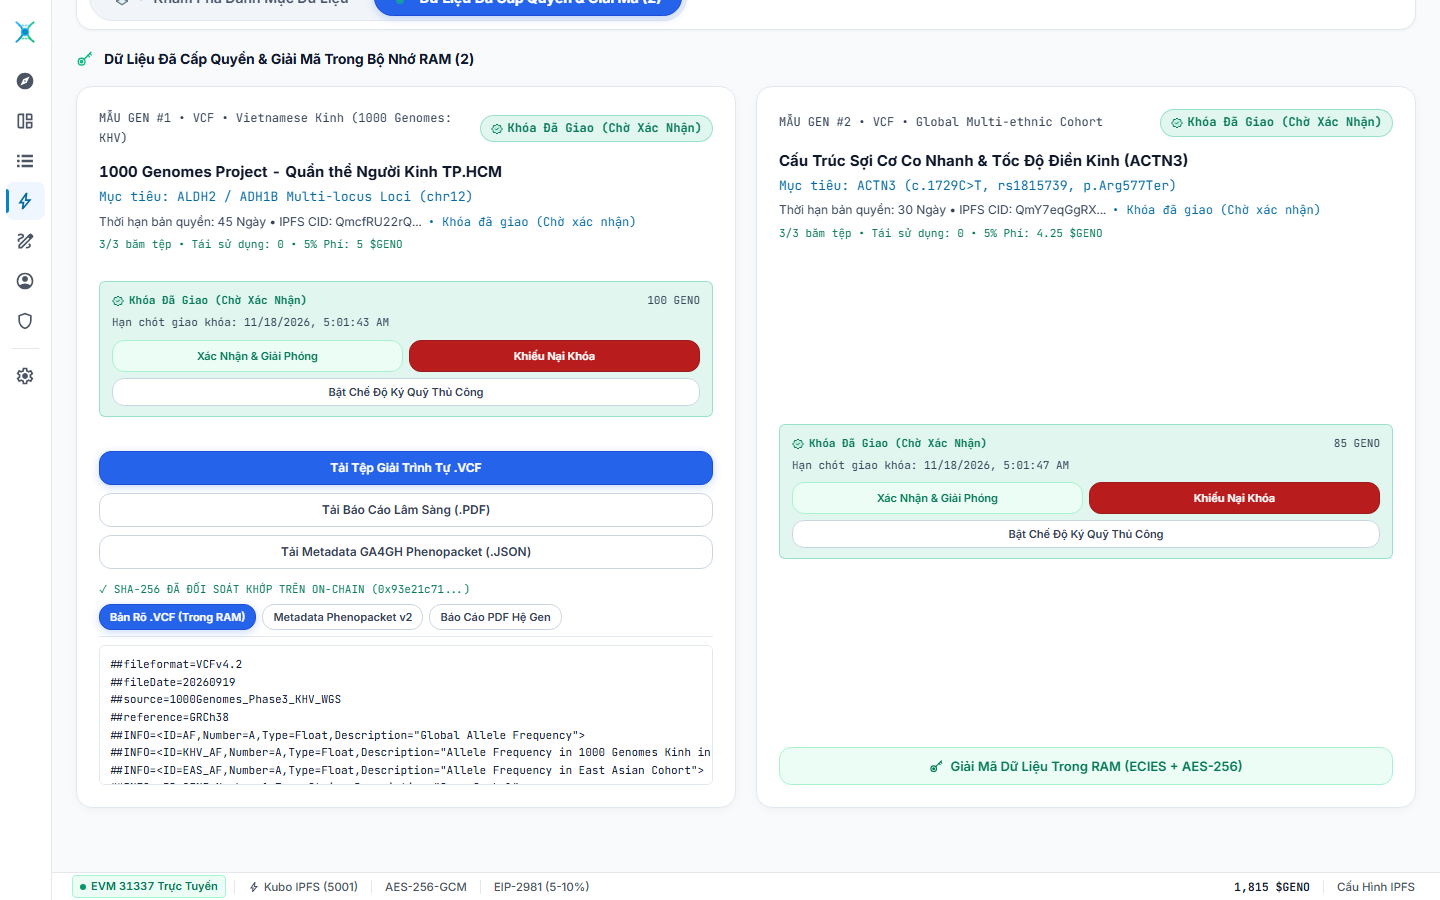 Khám Phá Danh Mục Dữ Liệu
Dữ Liệu Đã Cấp Quyền & Giải Mã (2)
Dữ Liệu Đã Cấp Quyền & Giải Mã Trong Bộ Nhớ RAM (2)
MẪU GEN #1 • VCF • Vietnamese Kinh (1000 Genomes: KHV)
Khóa Đã Giao (Chờ Xác Nhận)
1000 Genomes Project - Quần thể Người Kinh TP.HCM
Mục tiêu: ALDH2 / ADH1B Multi-locus Loci (chr12)
Thời hạn bản quyền: 45 Ngày • IPFS CID: QmcfRU22rQ... • Khóa đã giao (Chờ xác nhận)
3/3 băm tệp • Tái sử dụng: 0 • 5% Phí: 5 $GENO
Khóa Đã Giao (Chờ Xác Nhận)
100 GENO
Hạn chót giao khóa: 11/18/2026, 5:01:43 AM
Xác Nhận & Giải Phóng
Khiếu Nại Khóa
Bật Chế Độ Ký Quỹ Thủ Công
Tải Tệp Giải Trình Tự .VCF
Tải Báo Cáo Lâm Sàng (.PDF)
Tải Metadata GA4GH Phenopacket (.JSON)
✓ SHA-256 ĐÃ ĐỐI SOÁT KHỚP TRÊN ON-CHAIN (0x93e21c71...)
Bản Rõ .VCF (Trong RAM)
Metadata Phenopacket v2
Báo Cáo PDF Hệ Gen
##fileformat=VCFv4.2
##fileDate=20260919
##source=1000Genomes_Phase3_KHV_WGS
##reference=GRCh38
##INFO=<ID=AF,Number=A,Type=Float,Description="Global Allele Frequency">
##INFO=<ID=KHV_AF,Number=A,Type=Float,Description="Allele Frequency in 1000 Genomes Kinh in
##INFO=<ID=EAS_AF,Number=A,Type=Float,Description="Allele Frequency in East Asian Cohort">
MẪU GEN #2 • VCF • Global Multi-ethnic Cohort
Khóa Đã Giao (Chờ Xác Nhận)
Cấu Trúc Sợi Cơ Co Nhanh & Tốc Độ Điền Kinh (ACTN3)
Mục tiêu: ACTN3 (c.1729C>T, rs1815739, p.Arg577Ter)
Thời hạn bản quyền: 30 Ngày • IPFS CID: QmY7eqGgRX... • Khóa đã giao (Chờ xác nhận)
3/3 băm tệp • Tái sử dụng: 0 • 5% Phí: 4.25 $GENO
Khóa Đã Giao (Chờ Xác Nhận)
85 GENO
Hạn chót giao khóa: 11/18/2026, 5:01:47 AM
Xác Nhận & Giải Phóng
Khiếu Nại Khóa
Bật Chế Độ Ký Quỹ Thủ Công
Giải Mã Dữ Liệu Trong RAM (ECIES + AES-256)
EVM 31337 Trực Tuyến
Kubo IPFS (5001)
AES-256-GCM
EIP-2981 (5-10%)
1,815 $GENO
Cấu Hình IPFS